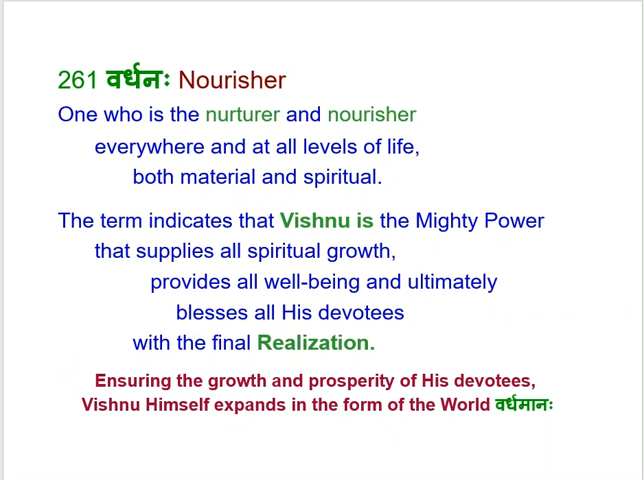 261 वर्धनः Nourisher
One who is the nurturer and nourisher
everywhere and at all levels of life,
both material and spiritual.
The term indicates that Vishnu is the Mighty Power
that supplies all spiritual growth,
provides all well-being and ultimately
blesses all His devotees
with the final Realization.
Ensuring the growth and prosperity of His devotees,
Vishnu Himself expands in the form of the World वर्धमानः